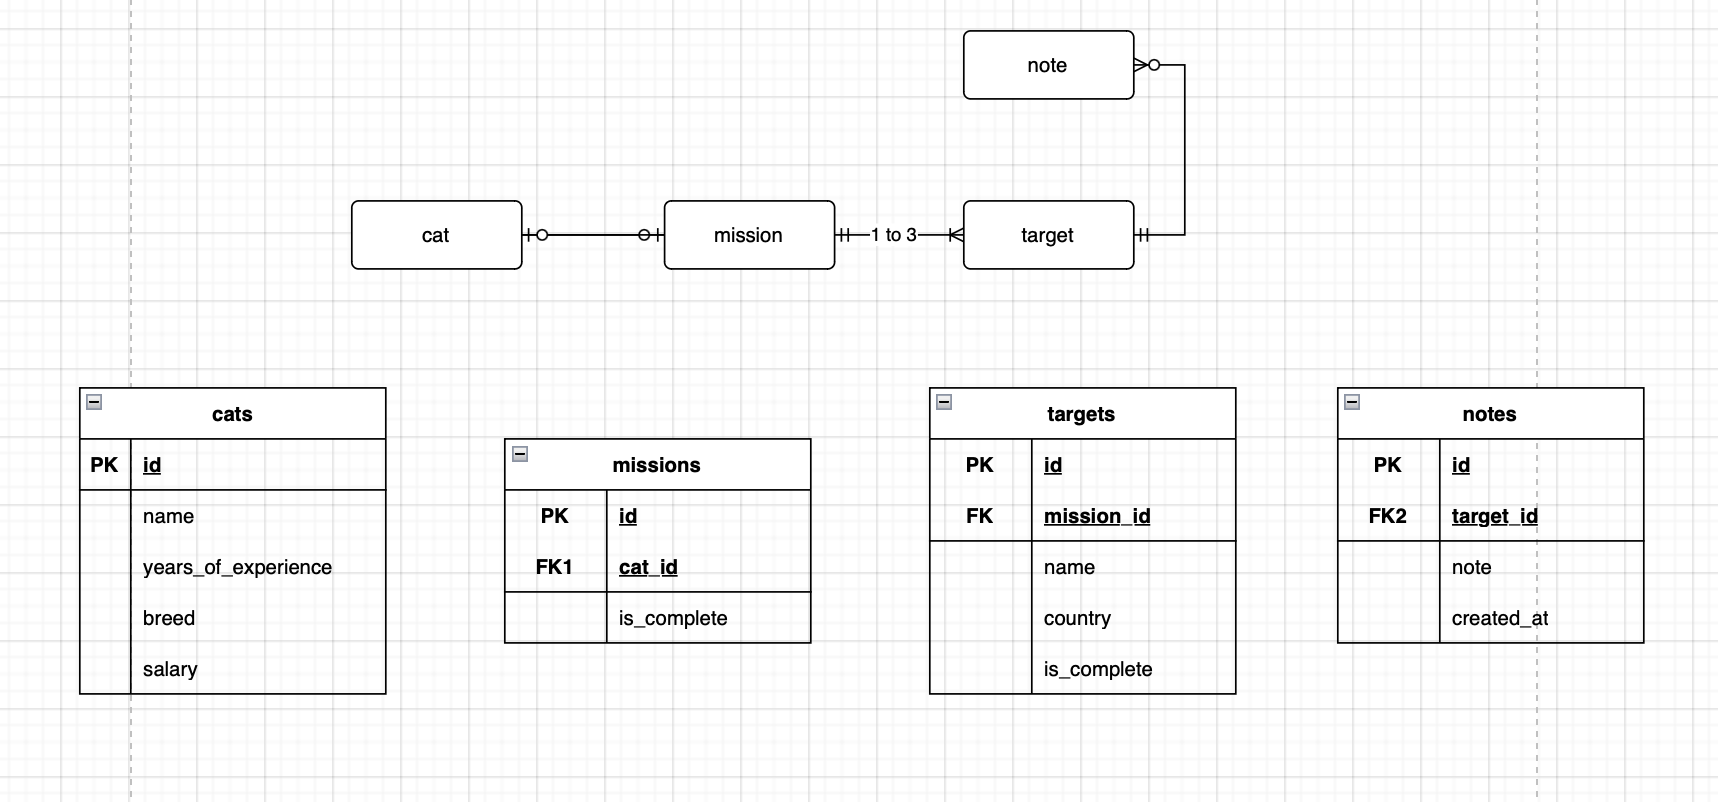 note
cat
mission
1 to 3
target
cats
PK id
name
years_of_experience
breed
salary
missions
PK id
FK1 cat_id
is_complete
targets
PK id
FK mission_id
name
country
is_complete
notes
PK id
FK2 target_id
note
created_at